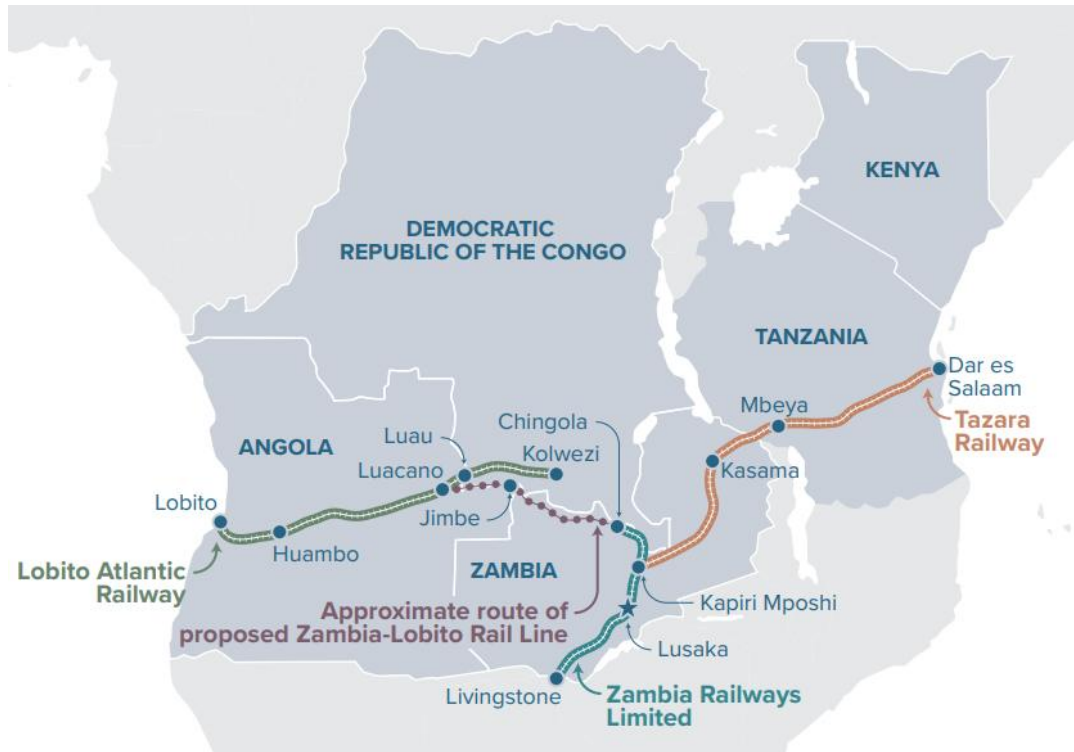 KENYA
DEMOCRATIC
REPUBLIC OF THE CONGO
TANZANIA
Dar es
Salaam
Mbeya
Tazara
Railway
Chingola
Luau
ANGOLA
Kolwezi
Luacano
Kasama
Lobito
Jimbe
Huambo
Lobito Atlantic
Railway
ZAMBIA
Approximate route of
proposed Zambia-Lobito Rail Line
Kapiri Mposhi
Lusaka
Livingstone
Zambia Railways
Limited